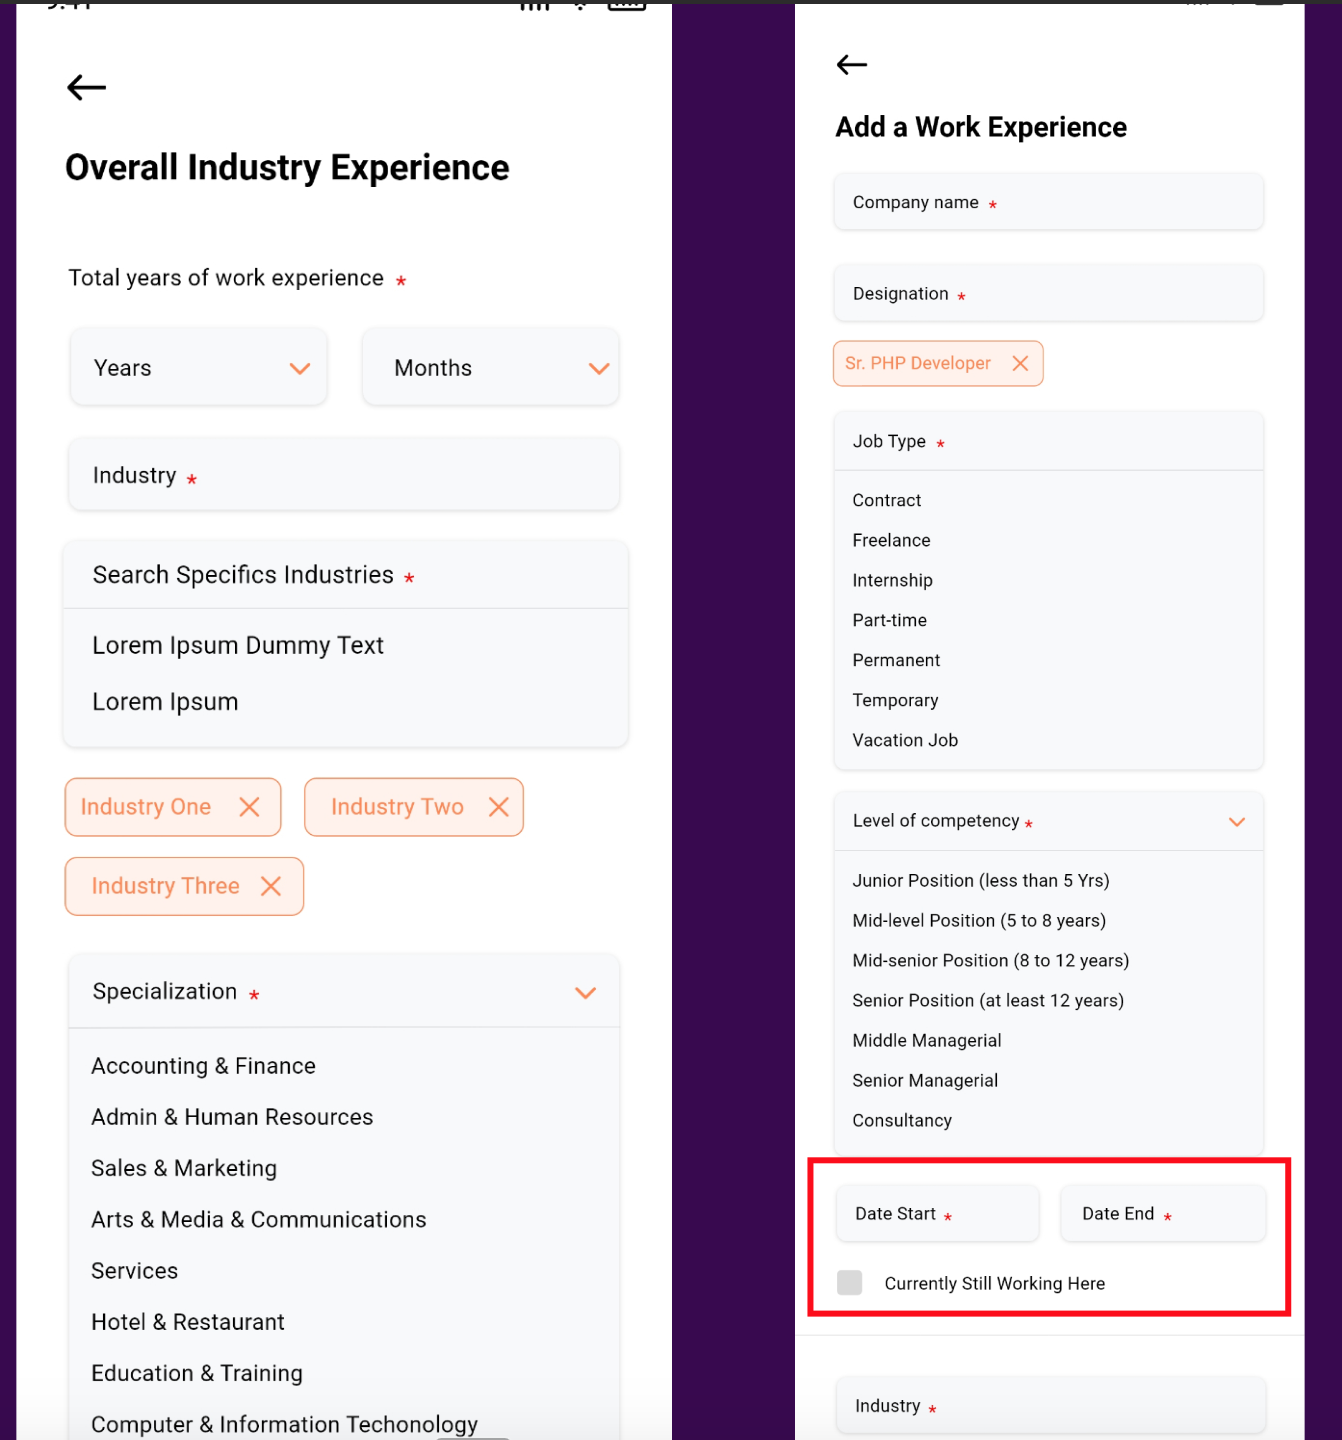 Overall Industry Experience
Total years of work experience *
Years
Months
Industry *
Search Specifics Industries *
Lorem Ipsum Dummy Text
Lorem Ipsum
Industry One
Industry Two
Industry Three
Specialization *
Accounting & Finance
Admin & Human Resources
Sales & Marketing
Arts & Media & Communications
Services
Hotel & Restaurant
Education & Training
Computer & Information Techonology
Add a Work Experience
Company name *
Designation *
Sr. PHP Developer
Job Type *
Contract
Freelance
Internship
Part-time
Permanent
Temporary
Vacation Job
Level of competency *
Junior Position (less than 5 Yrs)
Mid-level Position (5 to 8 years)
Mid-senior Position (8 to 12 years)
Senior Position (at least 12 years)
Middle Managerial
Senior Managerial
Consultancy
Date Start *
Date End *
Currently Still Working Here
Industry *